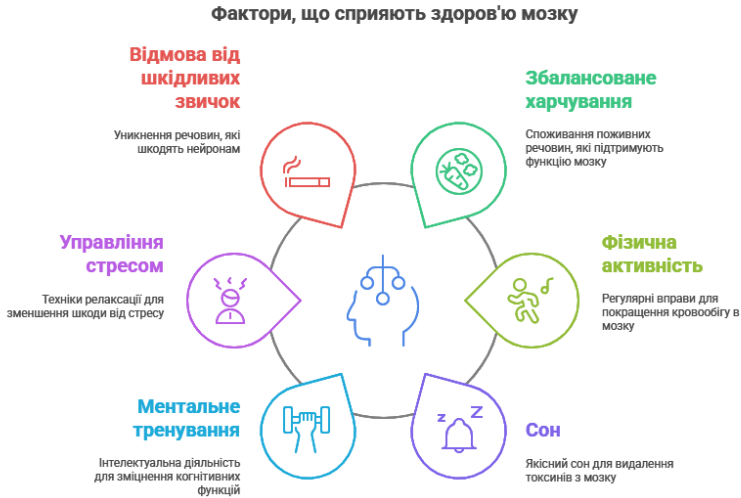 Фактори, що сприяють здоров'ю мозку
Відмова від
шкідливих
звичок
Уникнення речовин, які
шкодять нейронам
Збалансоване
харчування
Споживання поживних
речовин, які підтримують
функцію мозку
Управління
стресом
Техніки релаксації для
зменшення шкоди від стресу
Фізична
активність
Регулярні вправи для
покращення кровообігу в
мозку
Ментальне
тренування
Інтелектуальна діяльність
для зміцнення когнітивних
функцій
z Z
Сон
Якісний сон для видалення
токсинів з мозку